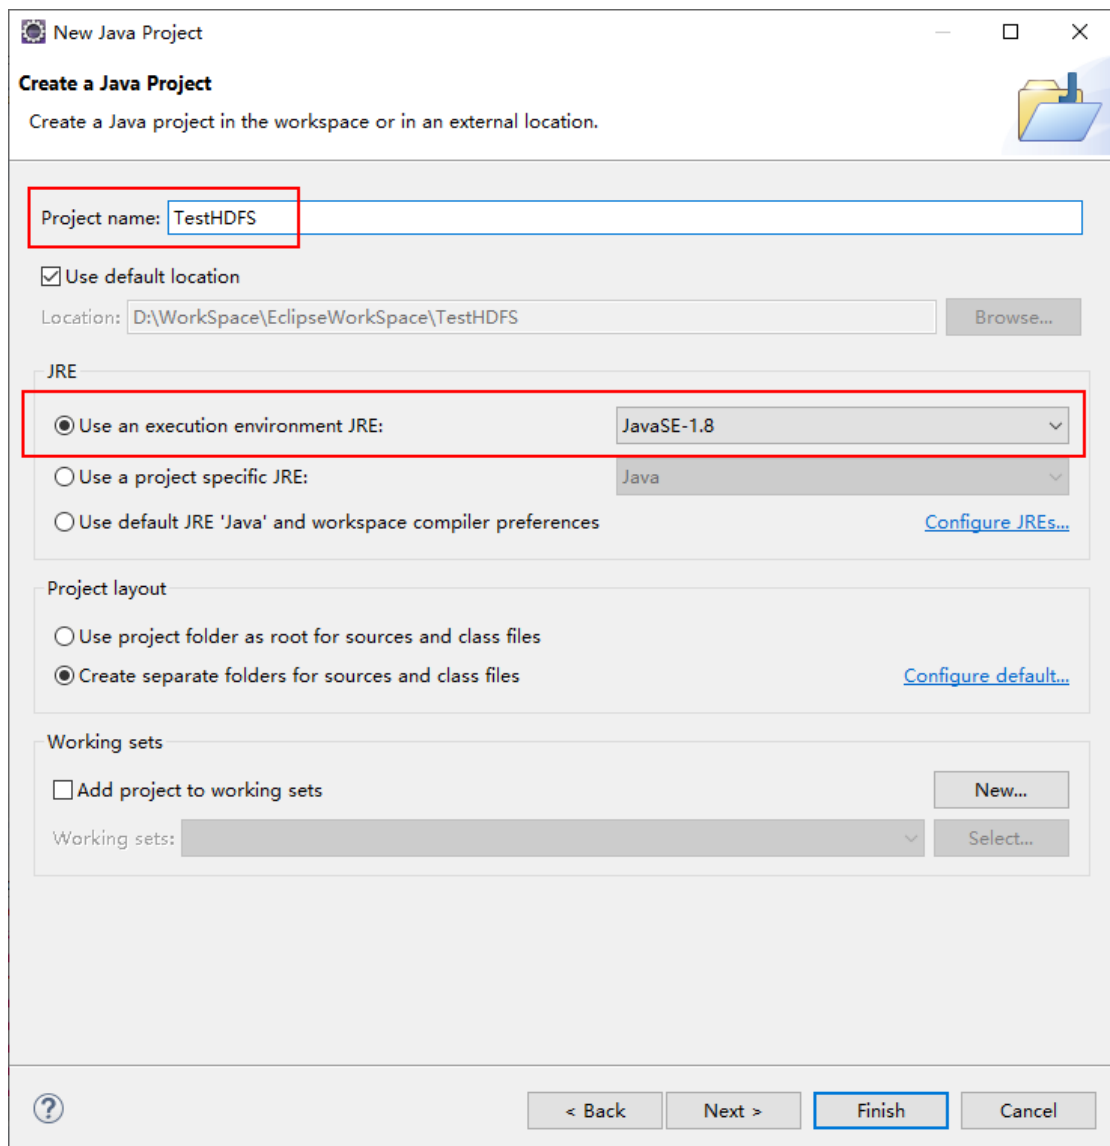 New Java Project
Create a Java Project
Create a Java project in the workspace or in an external location.
Project name: TestHDFS
Use default location
Location: D:\WorkSpace\EclipseWorkSpace\TestHDFS Browse...
JRE
Use an execution environment JRE: JavaSE-1.8
Use a project specific JRE: Java
Use default JRE 'Java' and workspace compiler preferences Configure JREs...
Project layout
Use project folder as root for sources and class files
Create separate folders for sources and class files Configure default...
Working sets
Add project to working sets New...
Working sets: Select...
? < Back Next > Finish Cancel